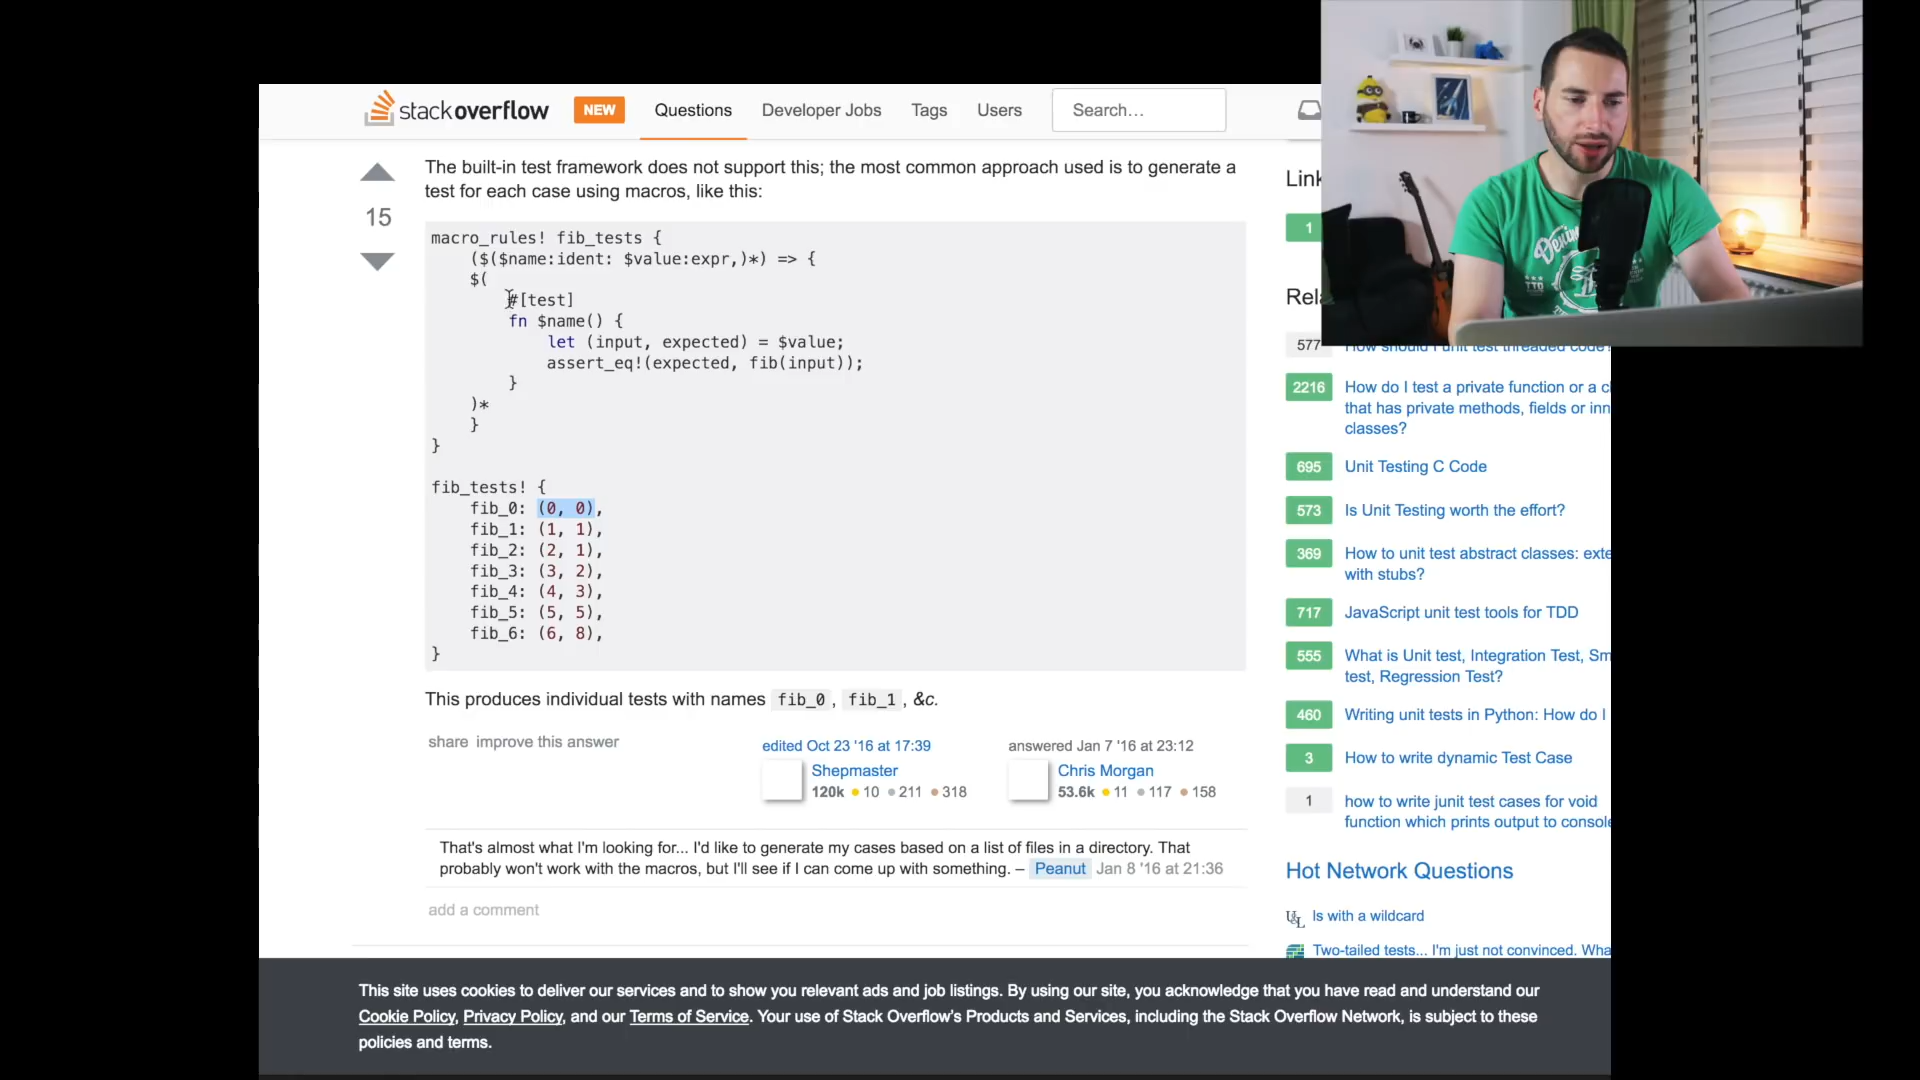 stackoverflow NEW Questions Developer Jobs Tags Users Search…
The built-in test framework does not support this; the most common approach used is to generate a
test for each case using macros, like this:
15
macro_rules! fib_tests {
($($name:ident: $value:expr,)*) => {
$(
#[test]
fn $name() {
let (input, expected) = $value;
assert_eq!(expected, fib(input));
}
)*
}
}
fib_tests! {
fib_0: (0, 0),
fib_1: (1, 1),
fib_2: (2, 1),
fib_3: (3, 2),
fib_4: (4, 3),
fib_5: (5, 5),
fib_6: (6, 8),
}
This produces individual tests with names fib_0 , fib_1 , &c.
share improve this answer
edited Oct 23 '16 at 17:39
Shepmaster
120k 10 211 318
answered Jan 7 '16 at 23:12
Chris Morgan
53.6k 11 117 158
That's almost what I'm looking for... I'd like to generate my cases based on a list of files in a directory. That
probably won't work with the macros, but I'll see if I can come up with something. – Peanut Jan 8 '16 at 21:36
add a comment
Link
1
Rel
577 How should I unit test threaded code?
2216 How do I test a private function or a cl
that has private methods, fields or inn
classes?
695 Unit Testing C Code
573 Is Unit Testing worth the effort?
369 How to unit test abstract classes: exte
with stubs?
717 JavaScript unit test tools for TDD
555 What is Unit test, Integration Test, Sm
test, Regression Test?
460 Writing unit tests in Python: How do I
3 How to write dynamic Test Case
1 how to write junit test cases for void
function which prints output to console
Hot Network Questions
ls with a wildcard
Two-tailed tests... I'm just not convinced. Wha
This site uses cookies to deliver our services and to show you relevant ads and job listings. By using our site, you acknowledge that you have read and understand our
Cookie Policy, Privacy Policy, and our Terms of Service. Your use of Stack Overflow's Products and Services, including the Stack Overflow Network, is subject to these
policies and terms.